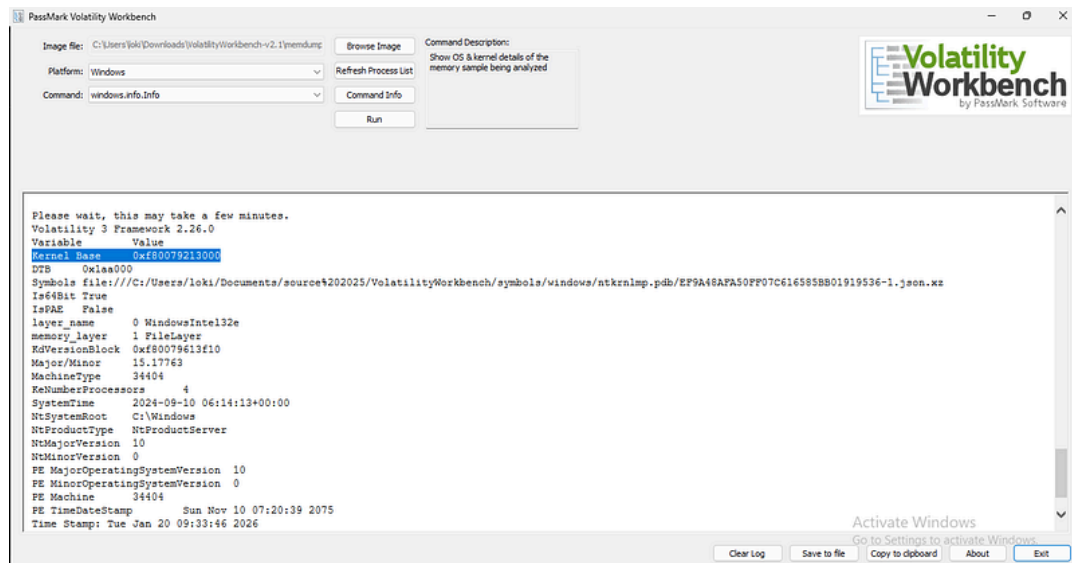 PassMark Volatility Workbench
Image file: C:\Users\loki\Downloads\VolatilityWorkbench-v2.1\memdump Browse Image
Platform: Windows Refresh Process List
Command: windows.info.Info Command Info
Run
Command Description:
Show OS & kernel details of the
memory sample being analyzed
Volatility
Workbench
by PassMark Software
Please wait, this may take a few minutes.
Volatility 3 Framework 2.26.0
Variable Value
Kernel Base 0xf80079213000
DTB 0x1aa000
Symbols file:///C:/Users/loki/Documents/source%202025/VolatilityWorkbench/symbols/windows/ntkrnlmp.pdb/EF9A48AFA50FF07C616585BB01919536-1.json.xz
Is64Bit True
IsPAE False
layer_name 0 WindowsIntel32e
memory_layer 1 FileLayer
KdVersionBlock 0xf80079613f10
Major/Minor 15.17763
MachineType 34404
KeNumberProcessors 4
SystemTime 2024-09-10 06:14:13+00:00
NtSystemRoot C:\Windows
NtProductType NtProductServer
NtMajorVersion 10
NtMinorVersion 0
PE MajorOperatingSystemVersion 10
PE MinorOperatingSystemVersion 0
PE Machine 34404
PE TimeDateStamp Sun Nov 10 07:20:39 2075
Time Stamp: Tue Jan 20 09:33:46 2026
Activate Windows
Go to Settings to activate Windows.
Clear Log Save to file Copy to clipboard About Exit